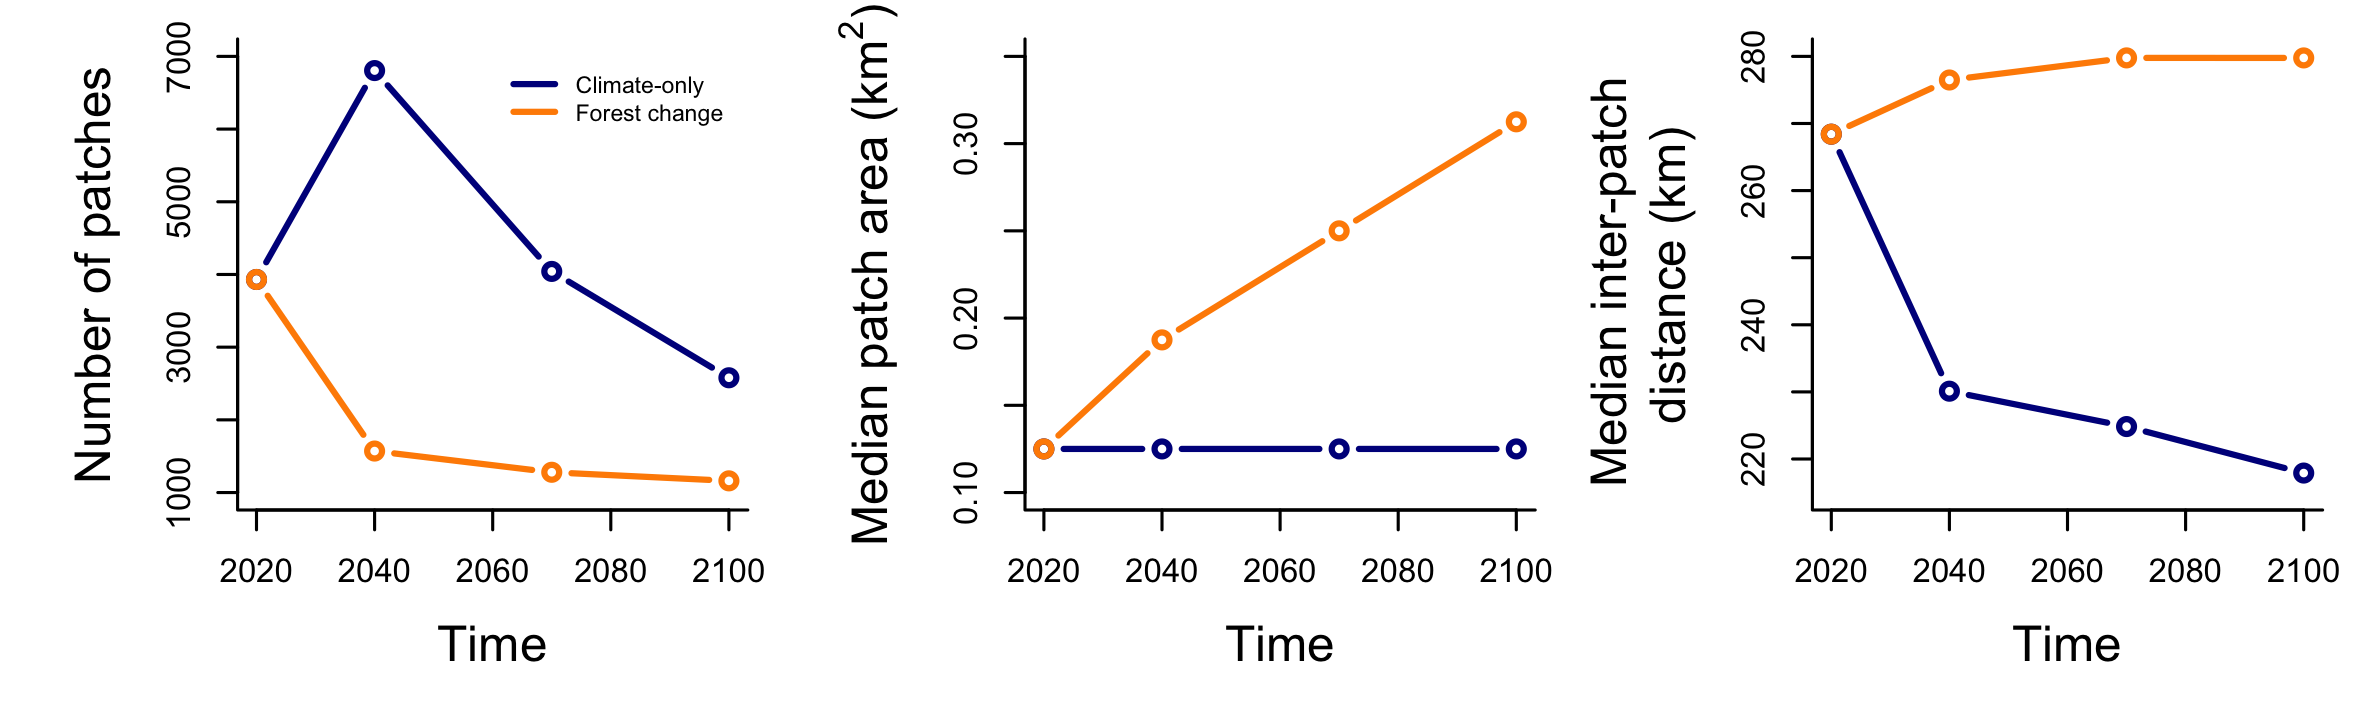 Number of patches
7000
5000
3000
1000
Climate-only
Forest change
2020 2040 2060 2080 2100
Time
Median patch area (km²)
0.30
0.20
0.10
2020 2040 2060 2080 2100
Time
Median inter-patch
distance (km)
280
260
240
220
2020 2040 2060 2080 2100
Time